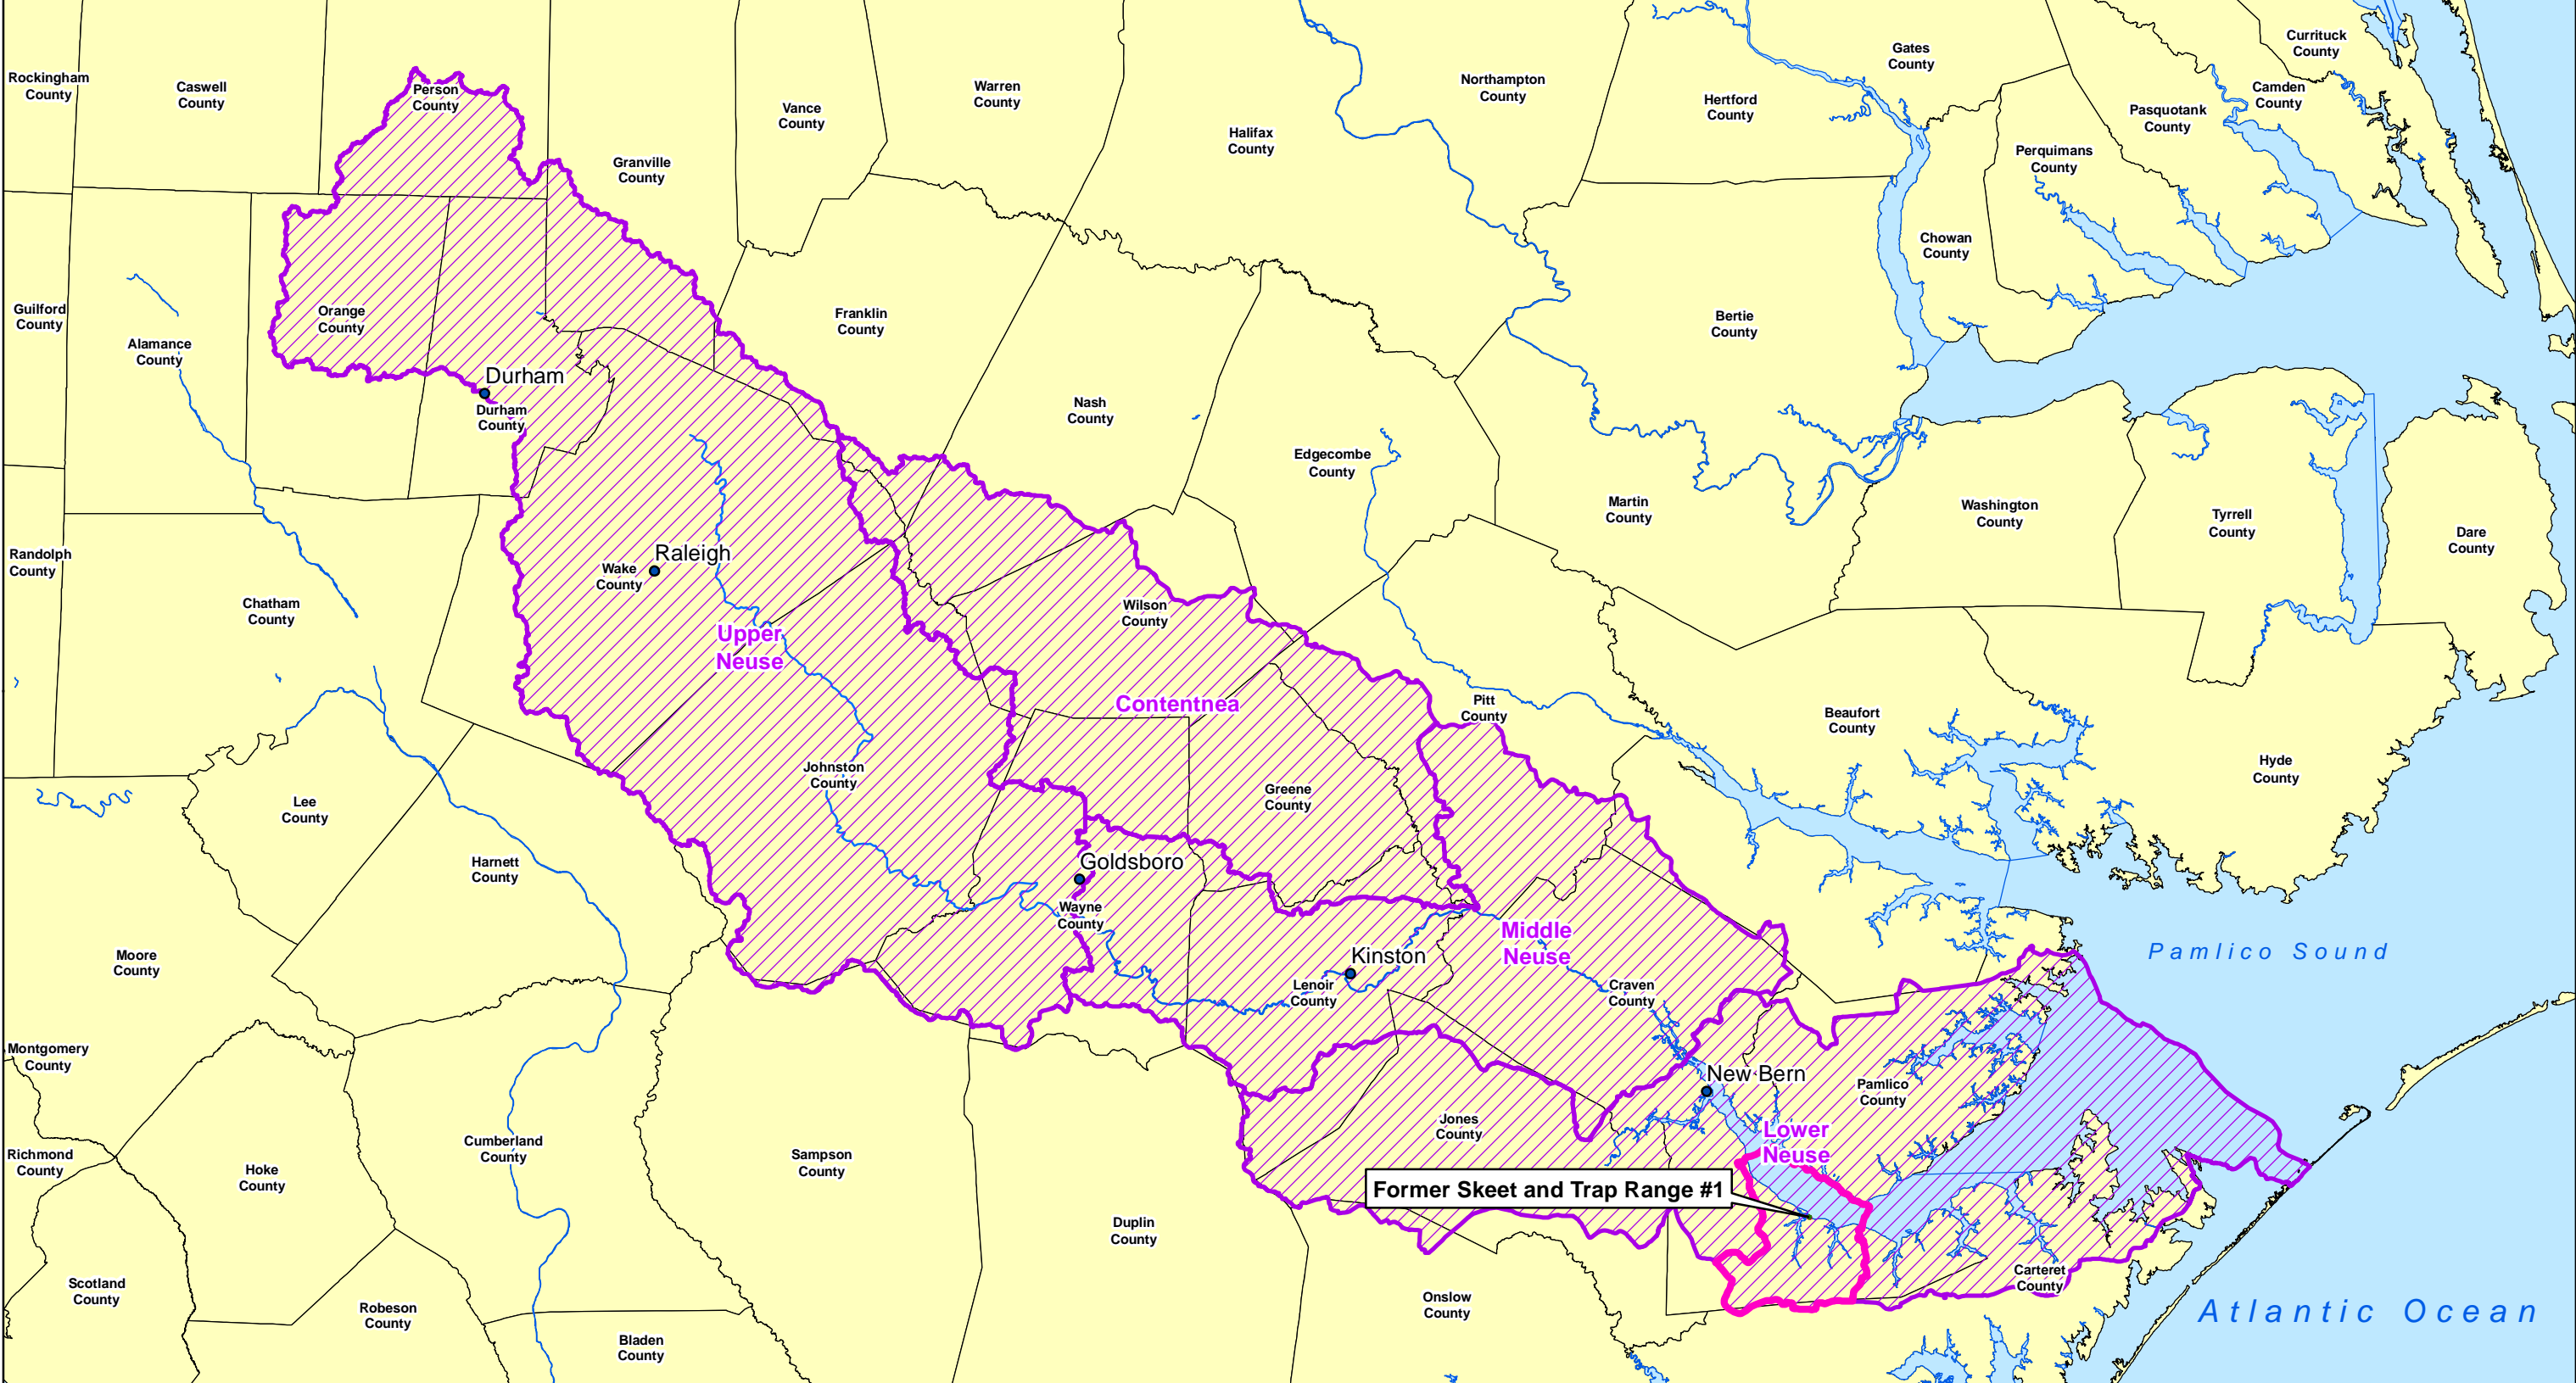 Rockingham
County
Caswell
County
Person
County
Granville
County
Vance
County
Warren
County
Halifax
County
Northampton
County
Hertford
County
Gates
County
Currituck
County
Camden
County
Pasquotank
County
Perquimans
County
Chowan
County
Bertie
County
Guilford
County
Alamance
County
Orange
County
Durham
Durham
County
Franklin
County
Nash
County
Edgecombe
County
Martin
County
Washington
County
Tyrrell
County
Dare
County
Randolph
County
Chatham
County
Wake
County
Raleigh
Upper
Neuse
Wilson
County
Contentnea
Pitt
County
Beaufort
County
Hyde
County
Johnston
County
Lee
County
Harnett
County
Greene
County
Goldsboro
Wayne
County
Middle
Neuse
Kinston
Lenoir
County
Craven
County
Pamlico Sound
Moore
County
Montgomery
County
New Bern
Pamlico
County
Lower
Neuse
Jones
County
Former Skeet and Trap Range #1
Richmond
County
Hoke
County
Cumberland
County
Sampson
County
Duplin
County
Onslow
County
Carteret
County
Atlantic Ocean
Scotland
County
Robeson
County
Bladen
County